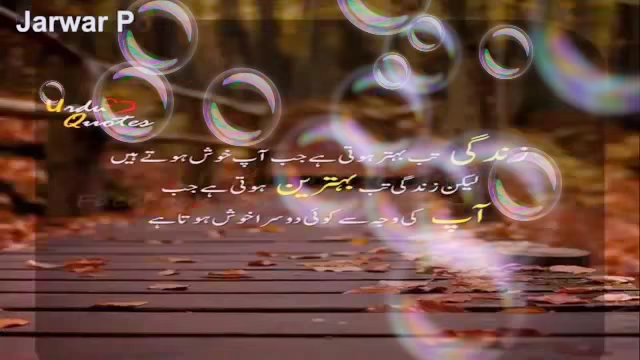 Jarwar P
Urdu
Quotes
زندگی تب بہتر ہوتی ہے جب آپ خوش ہوتے ہیں
لیکن زندگی تب بہترین ہوتی ہے جب
آپ کی وجہ سے کوئی دوسرا خوش ہوتا ہے